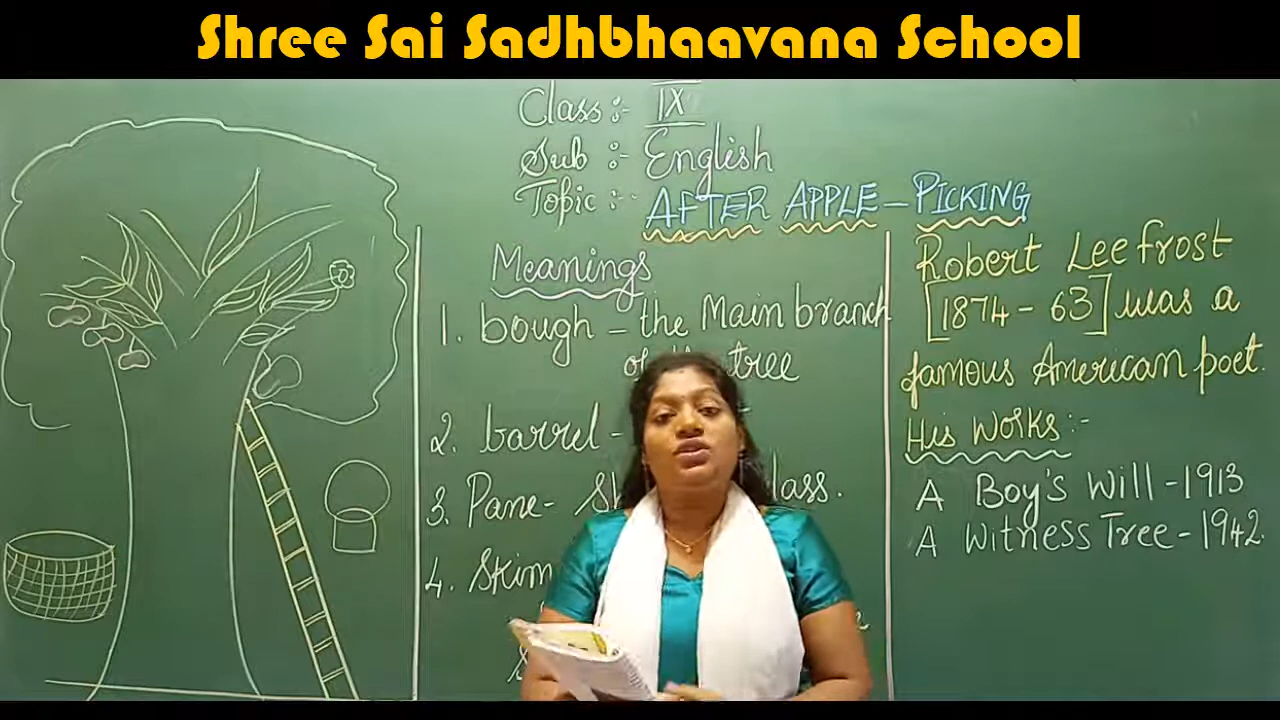 Shree Sai Sadhbhaavana School
Class :- IX
Sub :- English
Topic :- AFTER APPLE - PICKING
Meanings
1. bough - the Main branch
tree
2. barrel -
3. Pane -
4. Skim
Robert Lee frost
[1874 - 63] was a
famous American poet.
His Works :-
A Boy's Will - 1913
A Witness Tree - 1942.